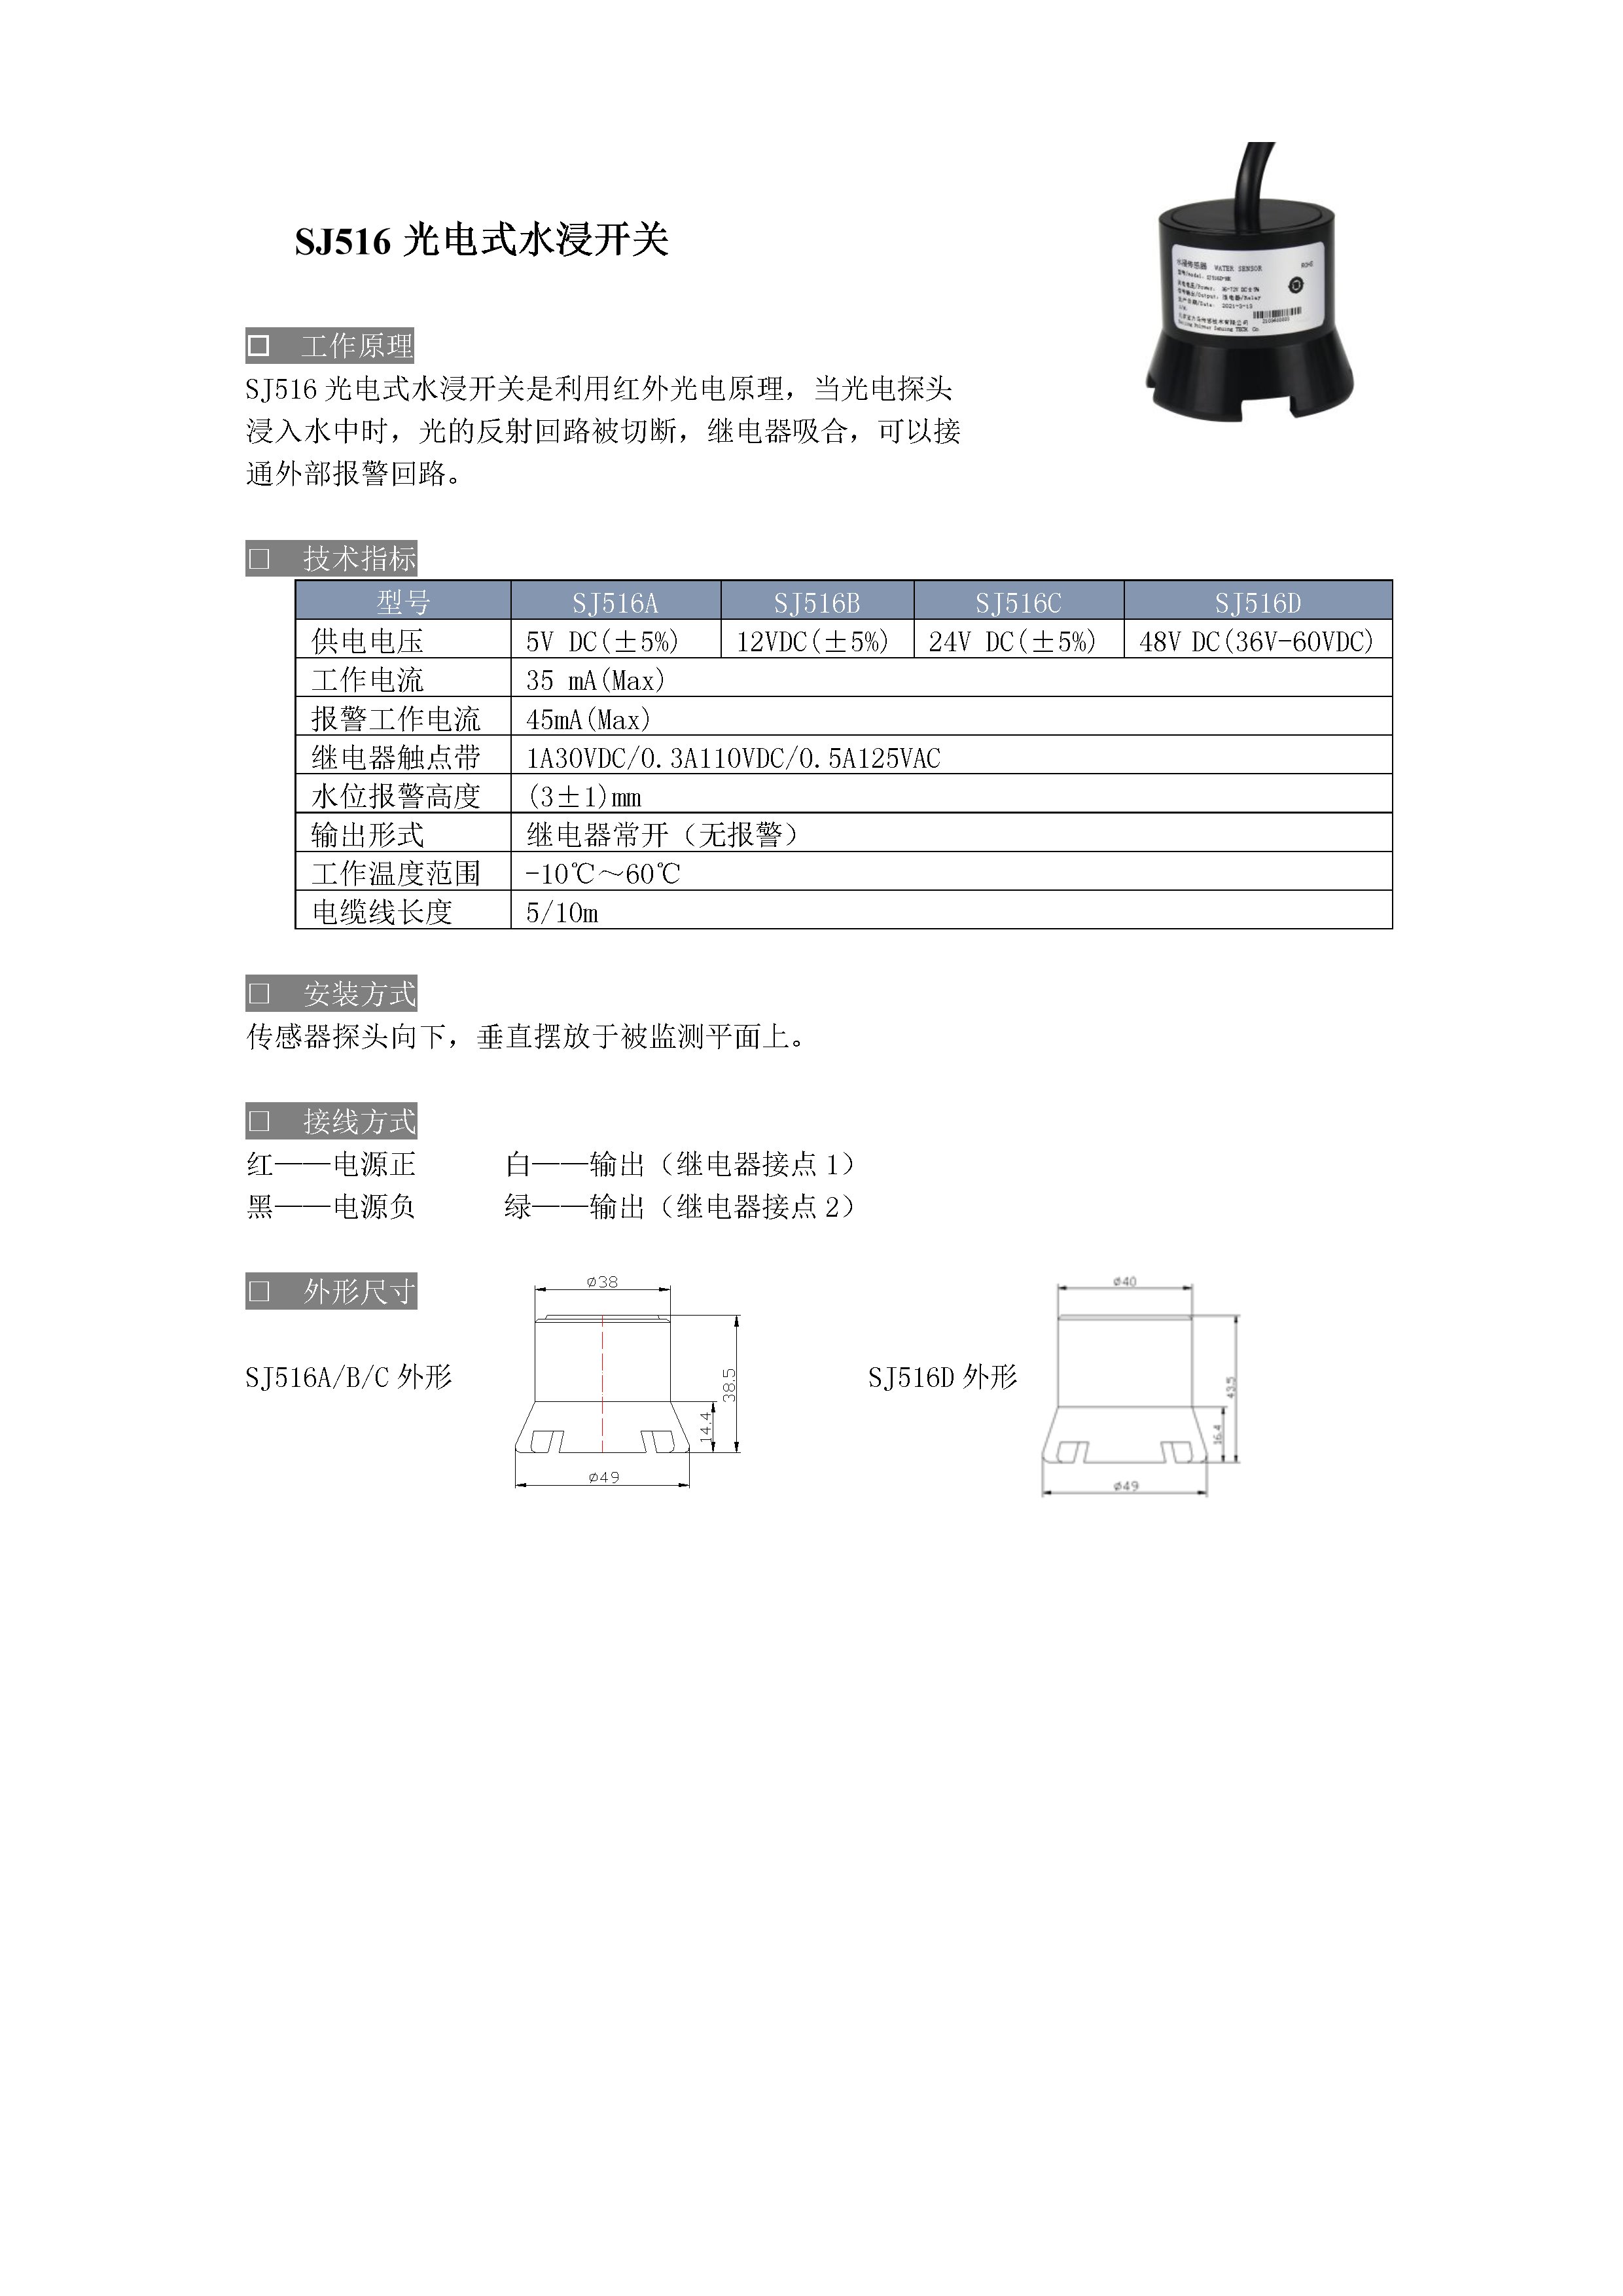 SJ516 光电式水浸开关
WATER SENSOR
□ 工作原理
SJ516 光电式水浸开关是利用红外光电原理，当光电探头
浸入水中时，光的反射回路被切断，继电器吸合，可以接
通外部报警回路。
□ 技术指标
型号 SJ516A SJ516B SJ516C SJ516D
供电电压 5V DC(±5%) 12VDC(±5%) 24V DC(±5%) 48V DC(36V-60VDC)
工作电流 35 mA(Max)
报警工作电流 45mA(Max)
继电器触点带 1A30VDC/0.3A110VDC/0.5A125VAC
水位报警高度 (3±1)mm
输出形式 继电器常开（无报警）
工作温度范围 -10℃～60℃
电缆线长度 5/10m
□ 安装方式
传感器探头向下，垂直摆放于被监测平面上。
□ 接线方式
红——电源正 白——输出（继电器接点 1）
黑——电源负 绿——输出（继电器接点 2）
□ 外形尺寸
SJ516A/B/C 外形
ø38
38.5
14.4
ø49
SJ516D 外形
ø40
43.5
16.4
ø49